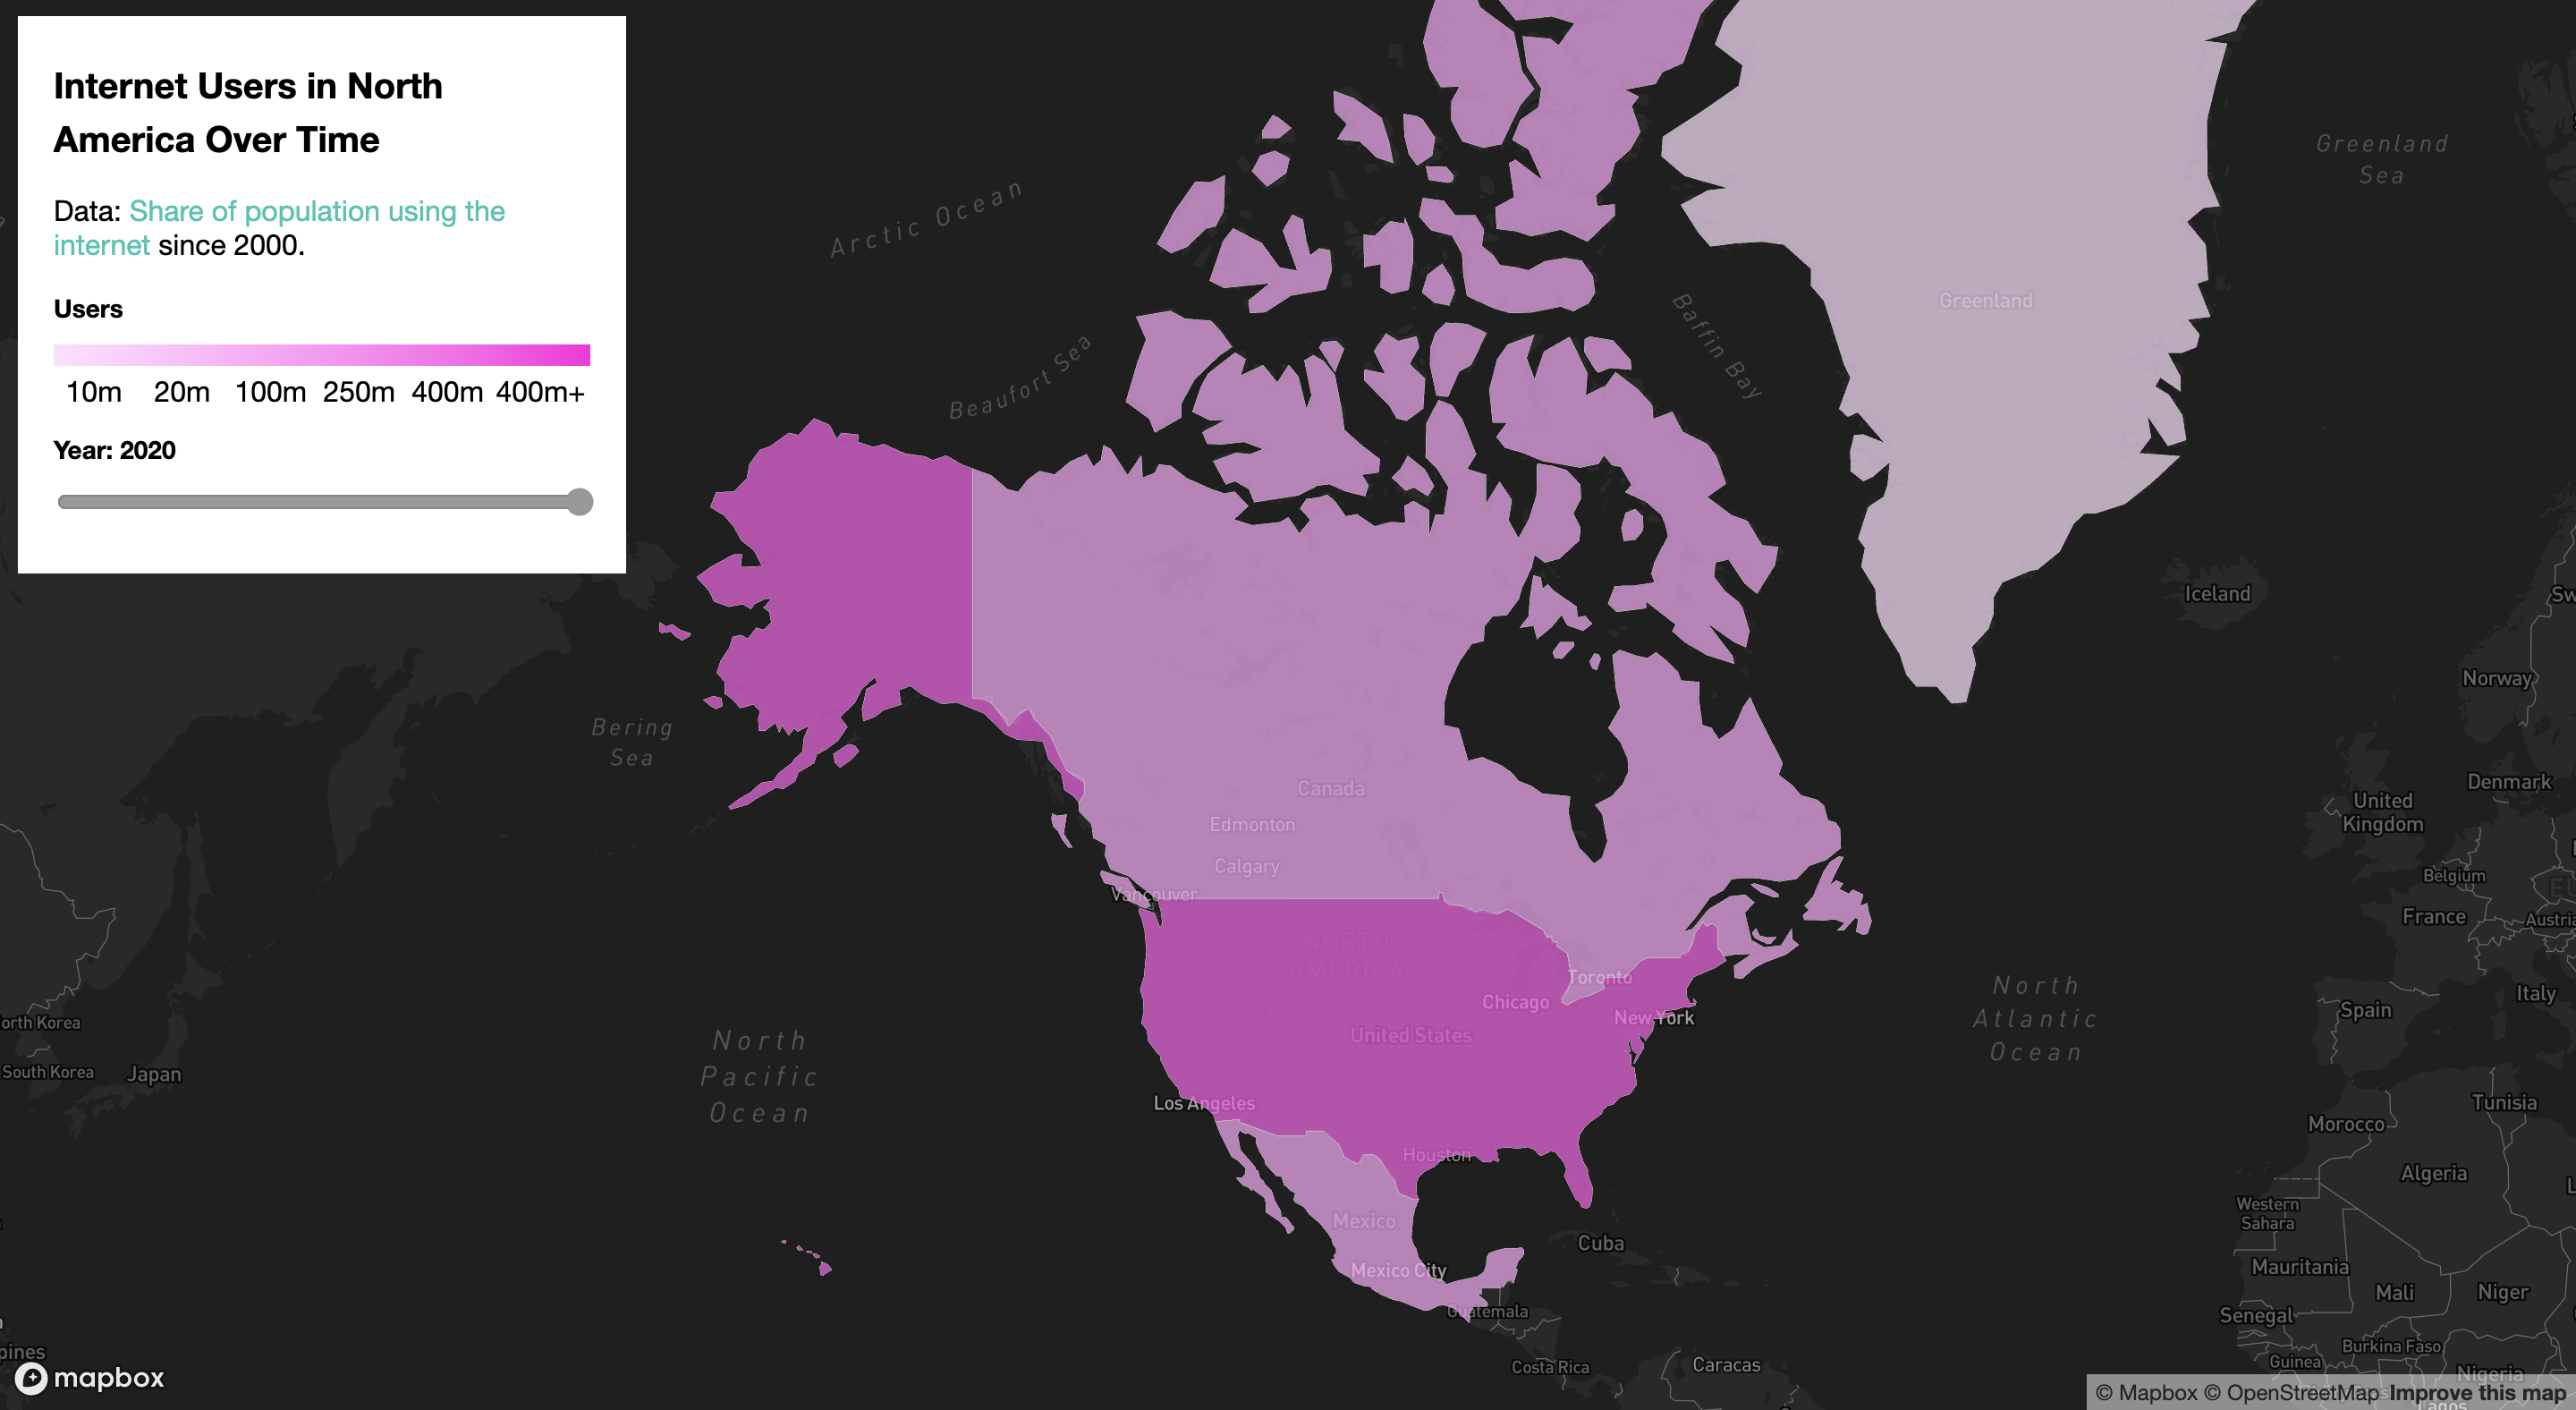 Internet Users in North
America Over Time
Data: Share of population using the
internet since 2000.
Users
10m 20m 100m 250m 400m 400m+
Year: 2020
Arctic Ocean
Beaufort Sea
Baffin Bay
Greenland
Sea
Greenland
Iceland
Norway
Bering
Sea
Denmark
United
Kingdom
Canada
Edmonton
Calgary
Vancouver
Belgium
France
NORTH
AMERICA
Toronto
Chicago
New York
United States
Los Angeles
Houston
North
Pacific
Ocean
North
Atlantic
Ocean
Italy
Spain
South Korea
Japan
Tunisia
Morocco
Algeria
Western
Sahara
Mexico
Mexico City
Cuba
Guatemala
Mauritania
Mali
Niger
Senegal
Burkina Faso
Guinea
Nigeria
Costa Rica
Caracas
mapbox
© Mapbox © OpenStreetMap Improve this map
Lagos